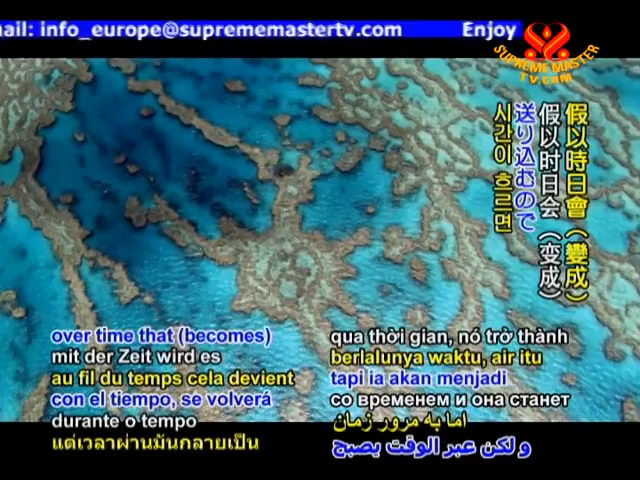 ail: info_europe@suprememastertv.com Enjoy
SUPREME MASTER
TV.com
假以時日會（變成）
假以时日会（变成）
送り込むので
시간이 흐르면
over time that (becomes)
mit der Zeit wird es
au fil du temps cela devient
con el tiempo, se volverá
durante o tempo
แต่เวลาผ่านมันกลายเป็น
qua thời gian, nó trở thành
berlalunya waktu, air itu
tapi ia akan menjadi
со временем и она станет
اما به مرور زمان
و لكن عبر الوقت يصبح